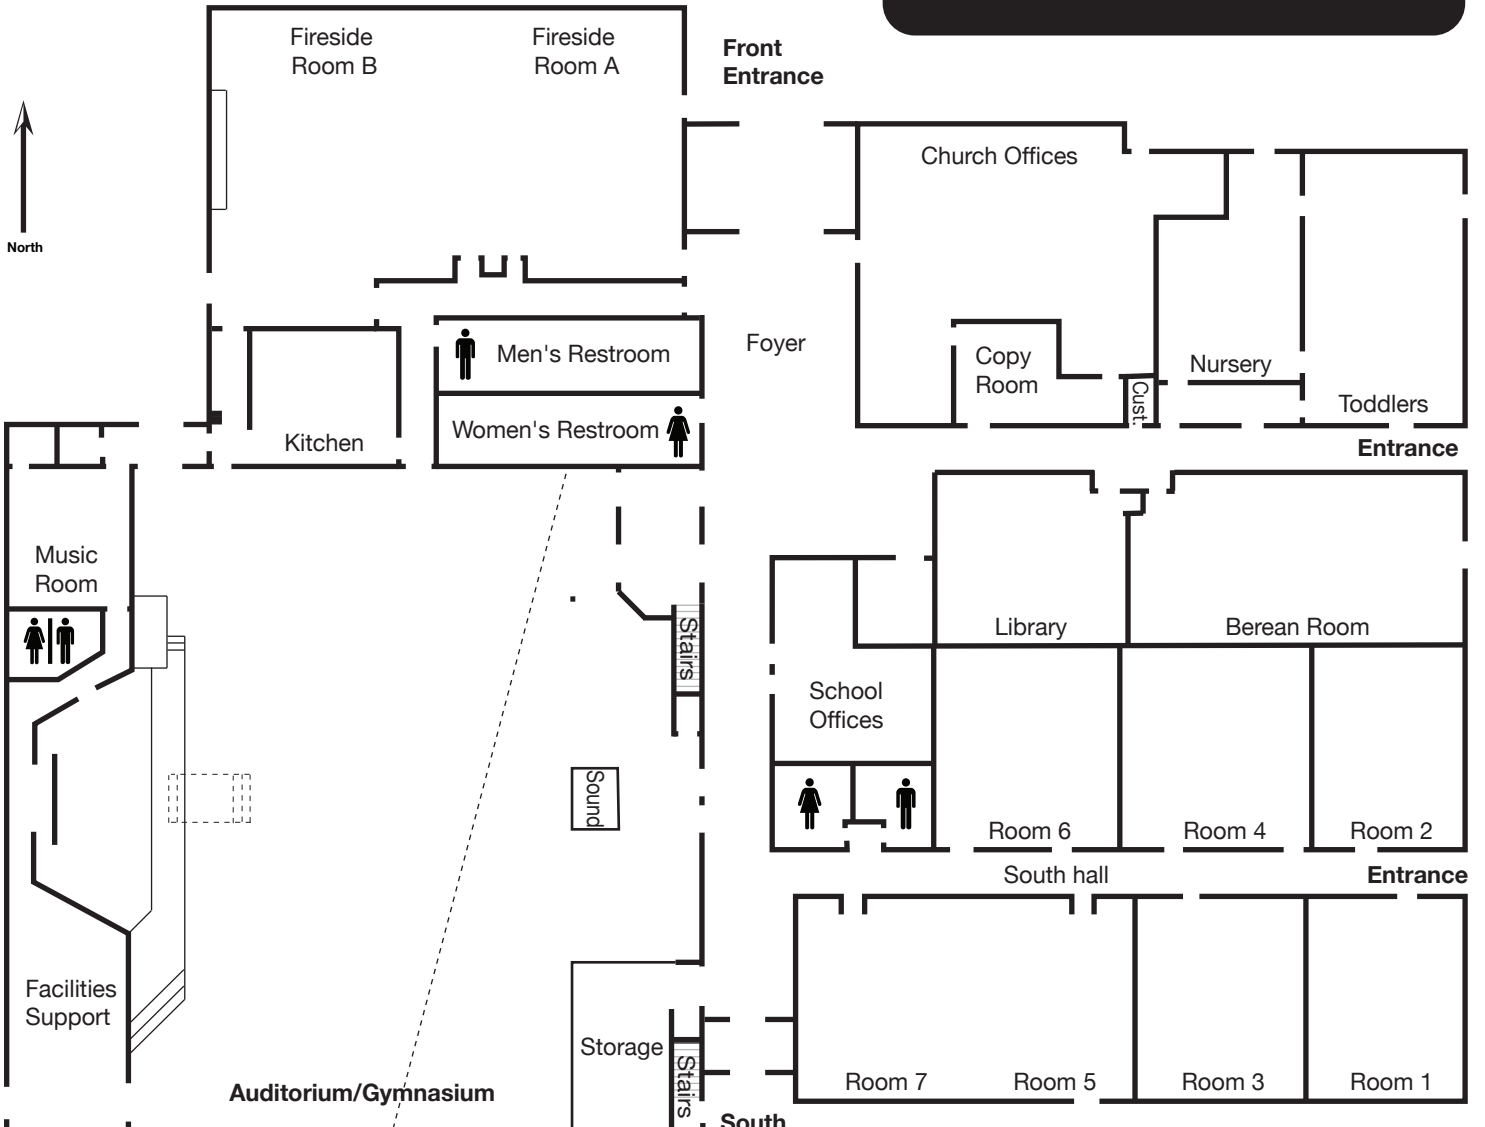 Fireside
Room B
Fireside
Room A
Front
Entrance
North
Church Offices
Men's Restroom
Foyer
Copy
Room
Cust.
Nursery
Toddlers
Women's Restroom
Kitchen
Entrance
Music
Room
Library
Berean Room
Stairs
School
Offices
Sound
Room 6
Room 4
Room 2
South hall
Entrance
Facilities
Support
Storage
Stairs
Room 7
Room 5
Room 3
Room 1
Auditorium/Gymnasium
South